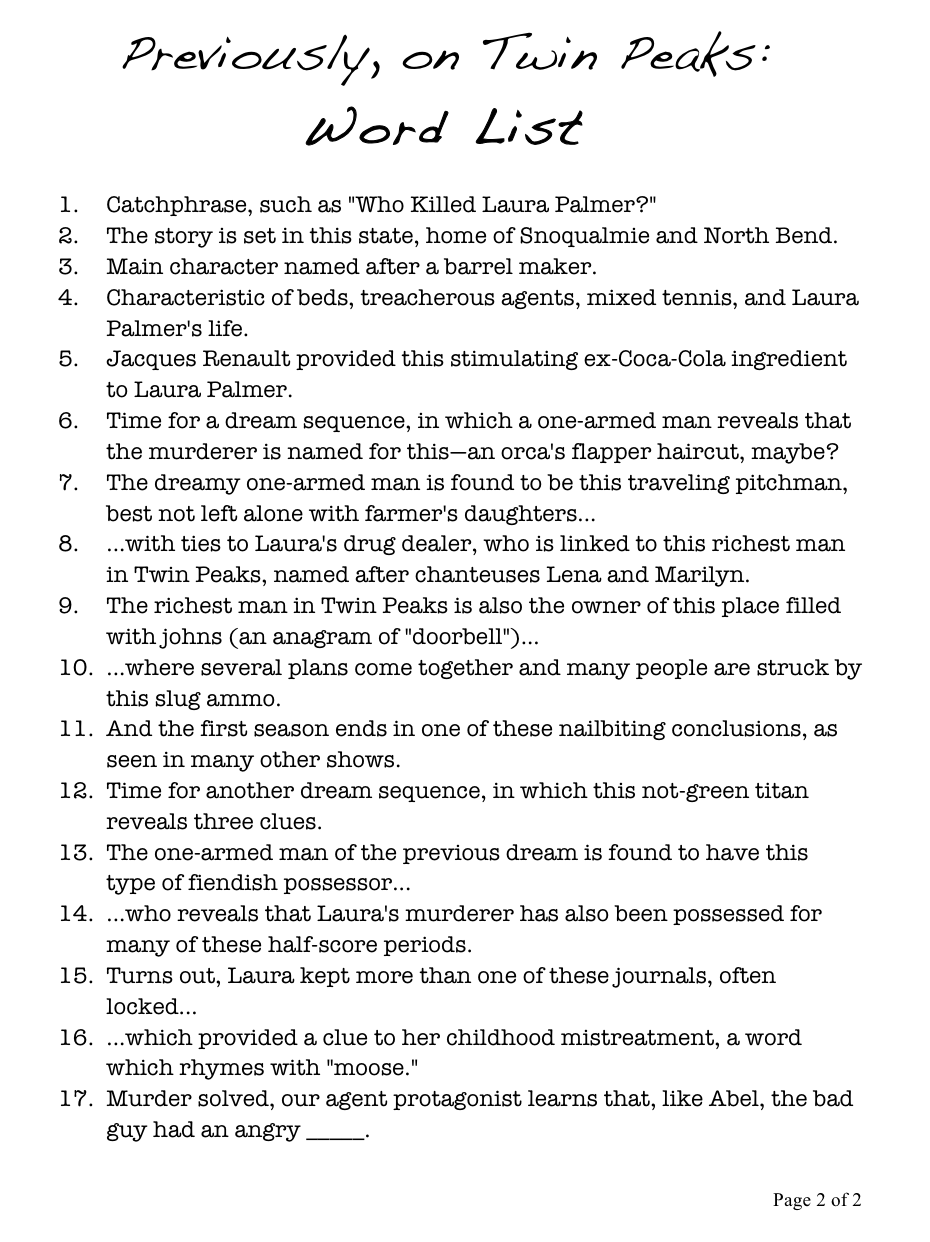 Previously, on Twin Peaks:
Word List
1. Catchphrase, such as "Who Killed Laura Palmer?"
2. The story is set in this state, home of Snoqualmie and North Bend.
3. Main character named after a barrel maker.
4. Characteristic of beds, treacherous agents, mixed tennis, and Laura
Palmer's life.
5. Jacques Renault provided this stimulating ex-Coca-Cola ingredient
to Laura Palmer.
6. Time for a dream sequence, in which a one-armed man reveals that
the murderer is named for this—an orca's flapper haircut, maybe?
7. The dreamy one-armed man is found to be this traveling pitchman,
best not left alone with farmer's daughters...
8. ...with ties to Laura's drug dealer, who is linked to this richest man
in Twin Peaks, named after chanteuses Lena and Marilyn.
9. The richest man in Twin Peaks is also the owner of this place filled
with johns (an anagram of "doorbell")...
10. ...where several plans come together and many people are struck by
this slug ammo.
11. And the first season ends in one of these nailbiting conclusions, as
seen in many other shows.
12. Time for another dream sequence, in which this not-green titan
reveals three clues.
13. The one-armed man of the previous dream is found to have this
type of fiendish possessor...
14. ...who reveals that Laura's murderer has also been possessed for
many of these half-score periods.
15. Turns out, Laura kept more than one of these journals, often
locked...
16. ...which provided a clue to her childhood mistreatment, a word
which rhymes with "moose."
17. Murder solved, our agent protagonist learns that, like Abel, the bad
guy had an angry _____.
Page 2 of 2